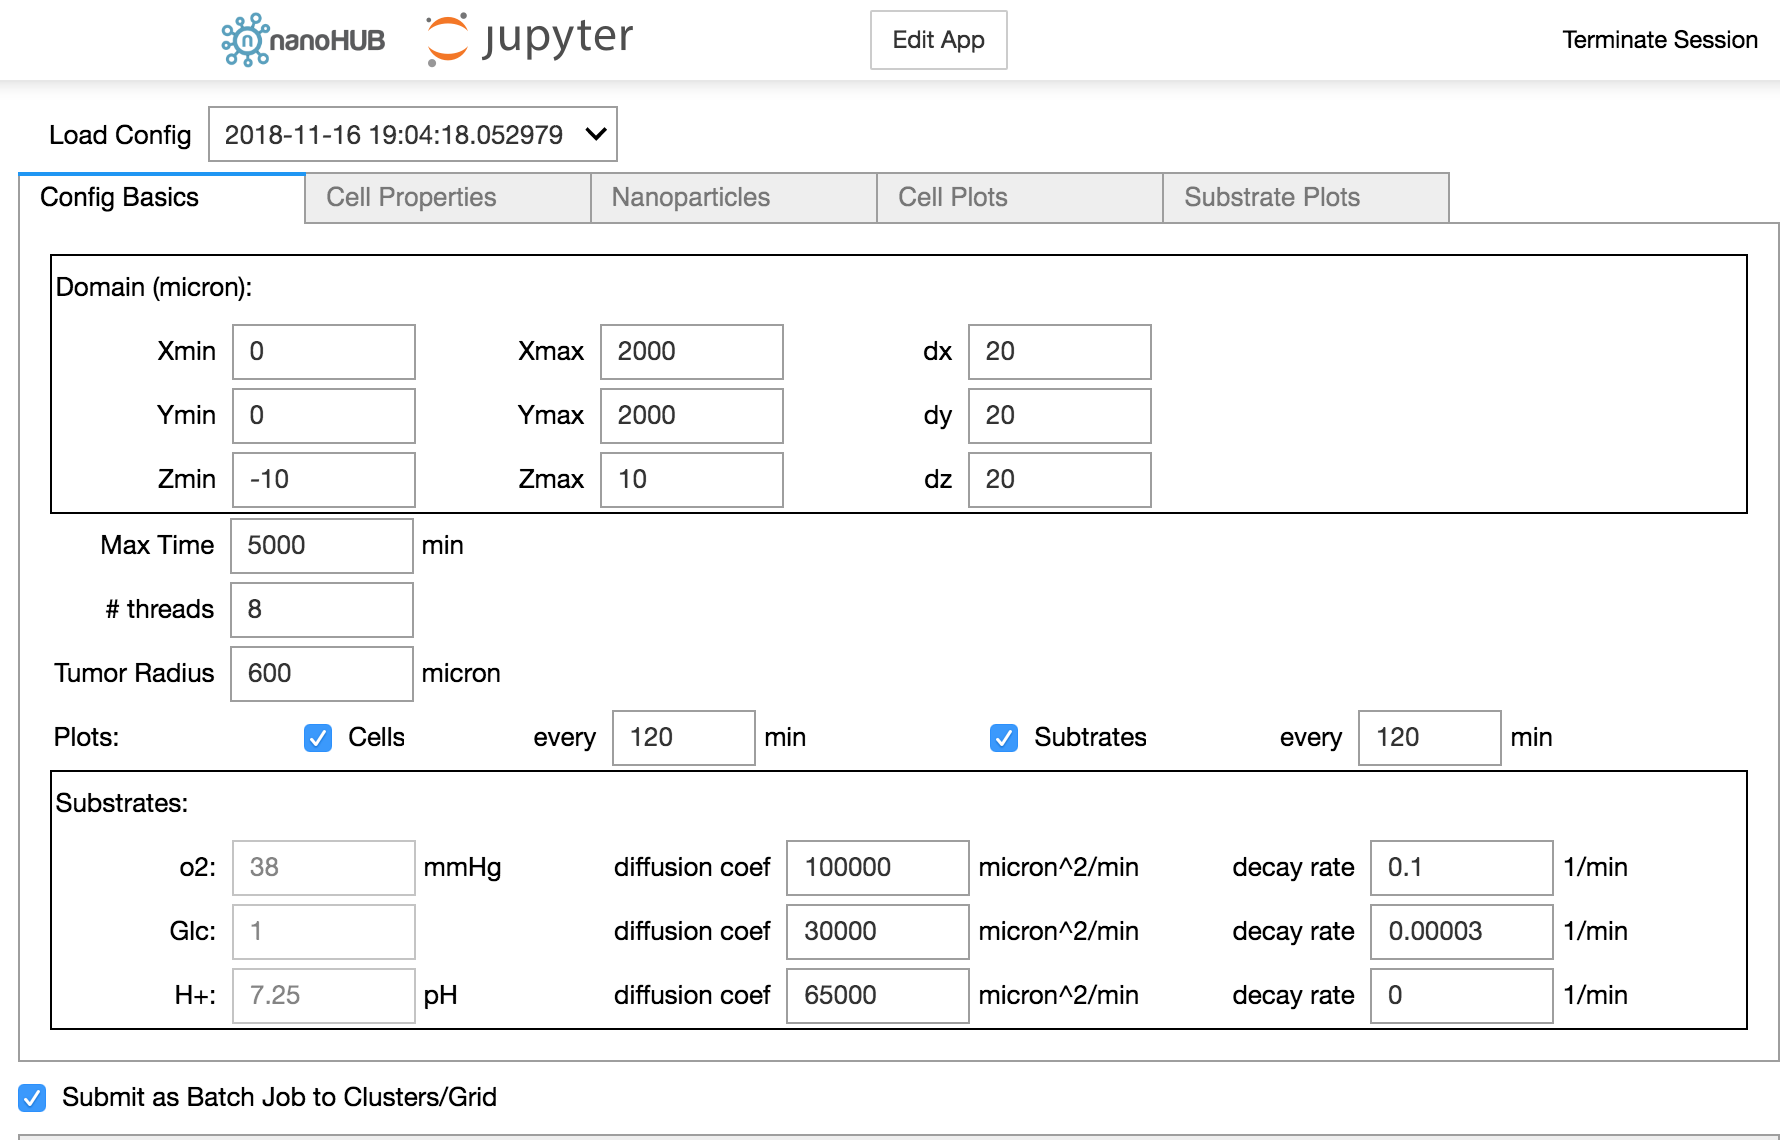 nanoHUB jupyter Edit App Terminate Session
Load Config 2018-11-16 19:04:18.052979
Config Basics Cell Properties Nanoparticles Cell Plots Substrate Plots
Domain (micron):
Xmin 0 Xmax 2000 dx 20
Ymin 0 Ymax 2000 dy 20
Zmin -10 Zmax 10 dz 20
Max Time 5000 min
# threads 8
Tumor Radius 600 micron
Plots: Cells every 120 min Subtrates every 120 min
Substrates:
o2: 38 mmHg diffusion coef 100000 micron^2/min decay rate 0.1 1/min
Glc: 1 diffusion coef 30000 micron^2/min decay rate 0.00003 1/min
H+: 7.25 pH diffusion coef 65000 micron^2/min decay rate 0 1/min
Submit as Batch Job to Clusters/Grid